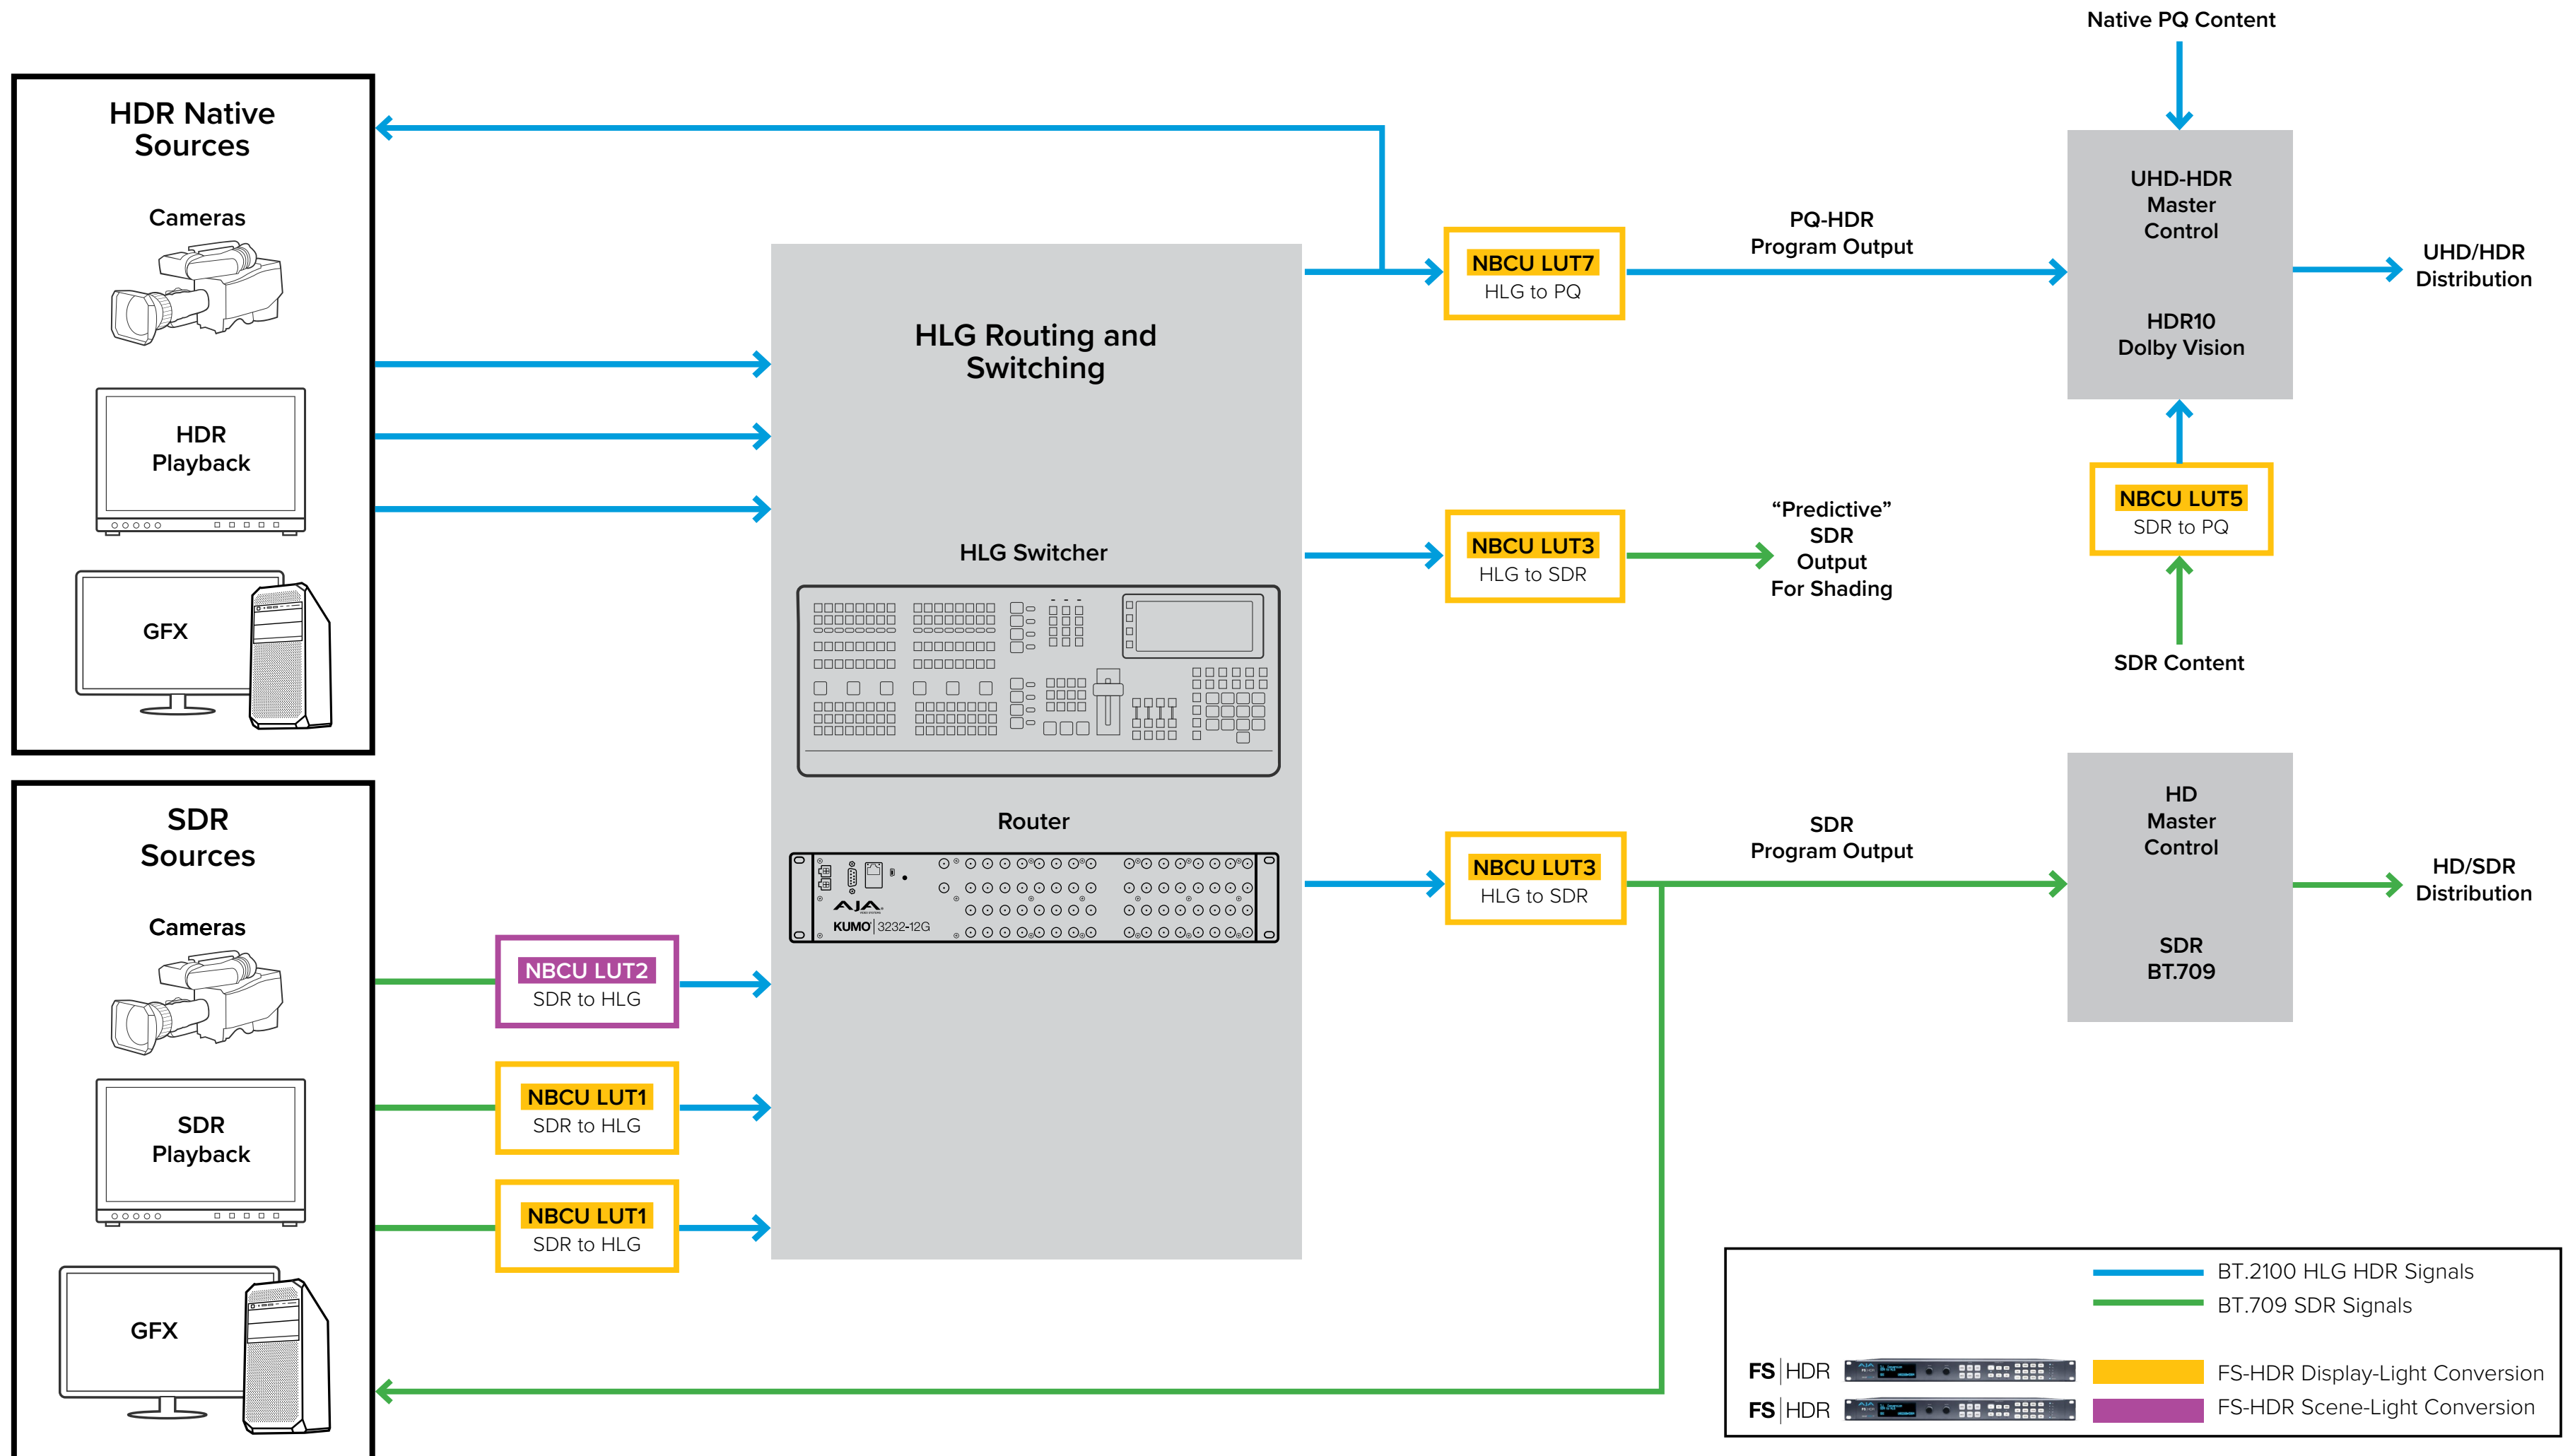 Native PQ Content
HDR Native
Sources
Cameras
HDR
Playback
GFX
SDR
Sources
Cameras
SDR
Playback
GFX
NBCU LUT2
SDR to HLG
NBCU LUT1
SDR to HLG
NBCU LUT1
SDR to HLG
HLG Routing and
Switching
HLG Switcher
Router
AJA
KUMO 3232-12G
NBCU LUT7
HLG to PQ
PQ-HDR
Program Output
NBCU LUT3
HLG to SDR
“Predictive”
SDR
Output
For Shading
NBCU LUT3
HLG to SDR
SDR
Program Output
UHD-HDR
Master
Control
HDR10
Dolby Vision
UHD/HDR
Distribution
NBCU LUT5
SDR to PQ
SDR Content
HD
Master
Control
SDR
BT.709
HD/SDR
Distribution
BT.2100 HLG HDR Signals
BT.709 SDR Signals
FS|HDR
FS-HDR Display-Light Conversion
FS|HDR
FS-HDR Scene-Light Conversion